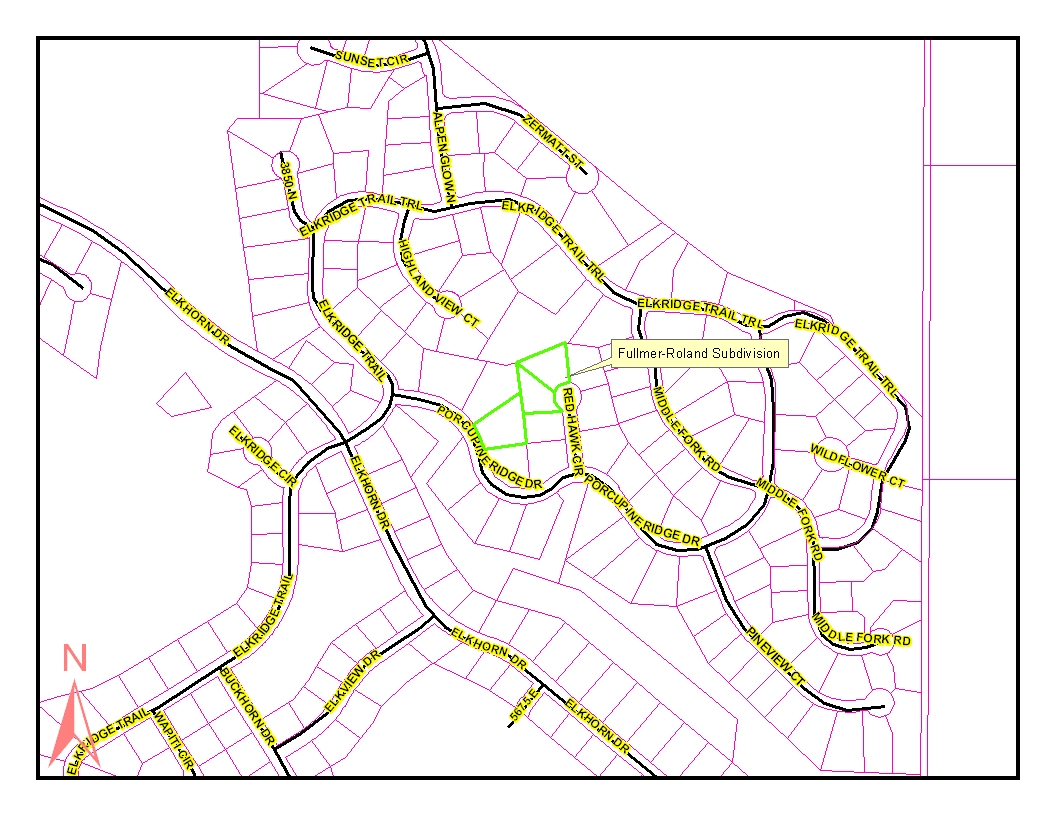 SUNSET CIR
ALPEN GLOW N
ZERMATT ST
3850 N
ELKRIDGE TRAIL TRL
ELKRIDGE TRAIL TRL
HIGHLAND VIEW CT
ELKHORN DR
ELKRIDGE TRAIL
ELKRIDGE TRAIL TRL
ELKRIDGE TRAIL TRL
Fullmer-Roland Subdivision
RED HAWK CIR
MIDDLE FORK RD
PORCUPINE RIDGE DR
ELKRIDGE CIR
ELKHORN DR
WILDFLOWER CT
PORCUPINE RIDGE DR
MIDDLE FORK RD
ELKRIDGE TRAIL
MIDDLE FORK RD
PINEVIEW CT
ELKHORN DR
ELKVIEW DR
BUCKHORN DR
N
5675 E
ELKHORN DR
ELKRIDGE TRAIL
WAPITI CIR